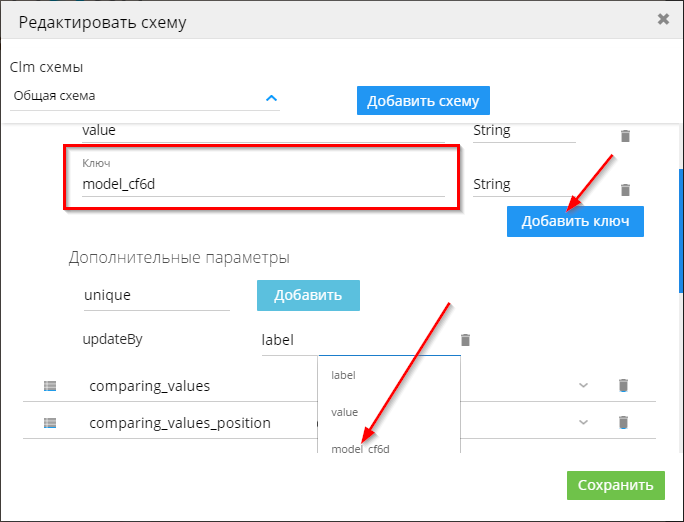 Редактировать схему
Clm схемы
Общая схема
Добавить схему
value String
Ключ
model_cf6d String
Добавить ключ
Дополнительные параметры
unique Добавить
updateBy label
label
comparing_values
value
comparing_values_position
model_cf6d
Сохранить